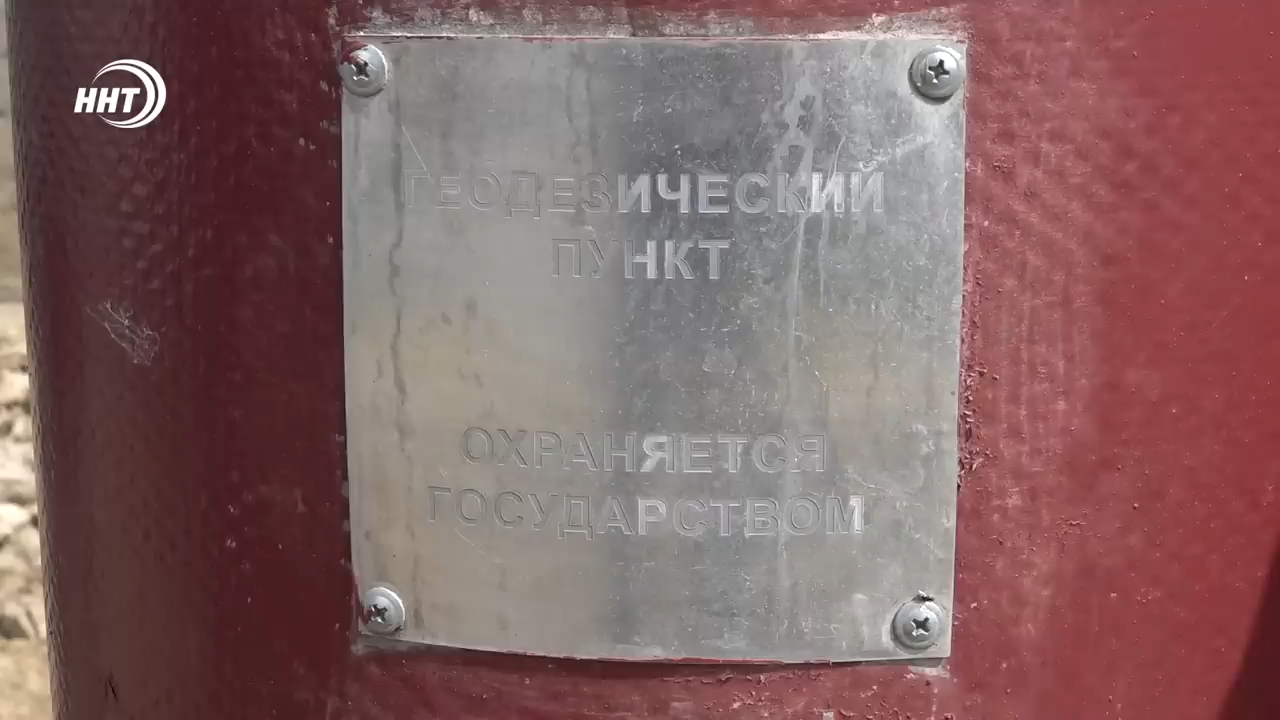 ННТ
ГЕОДЕЗИЧЕСКИЙ
ПУНКТ
ОХРАНЯЕТСЯ
ГОСУДАРСТВОМ